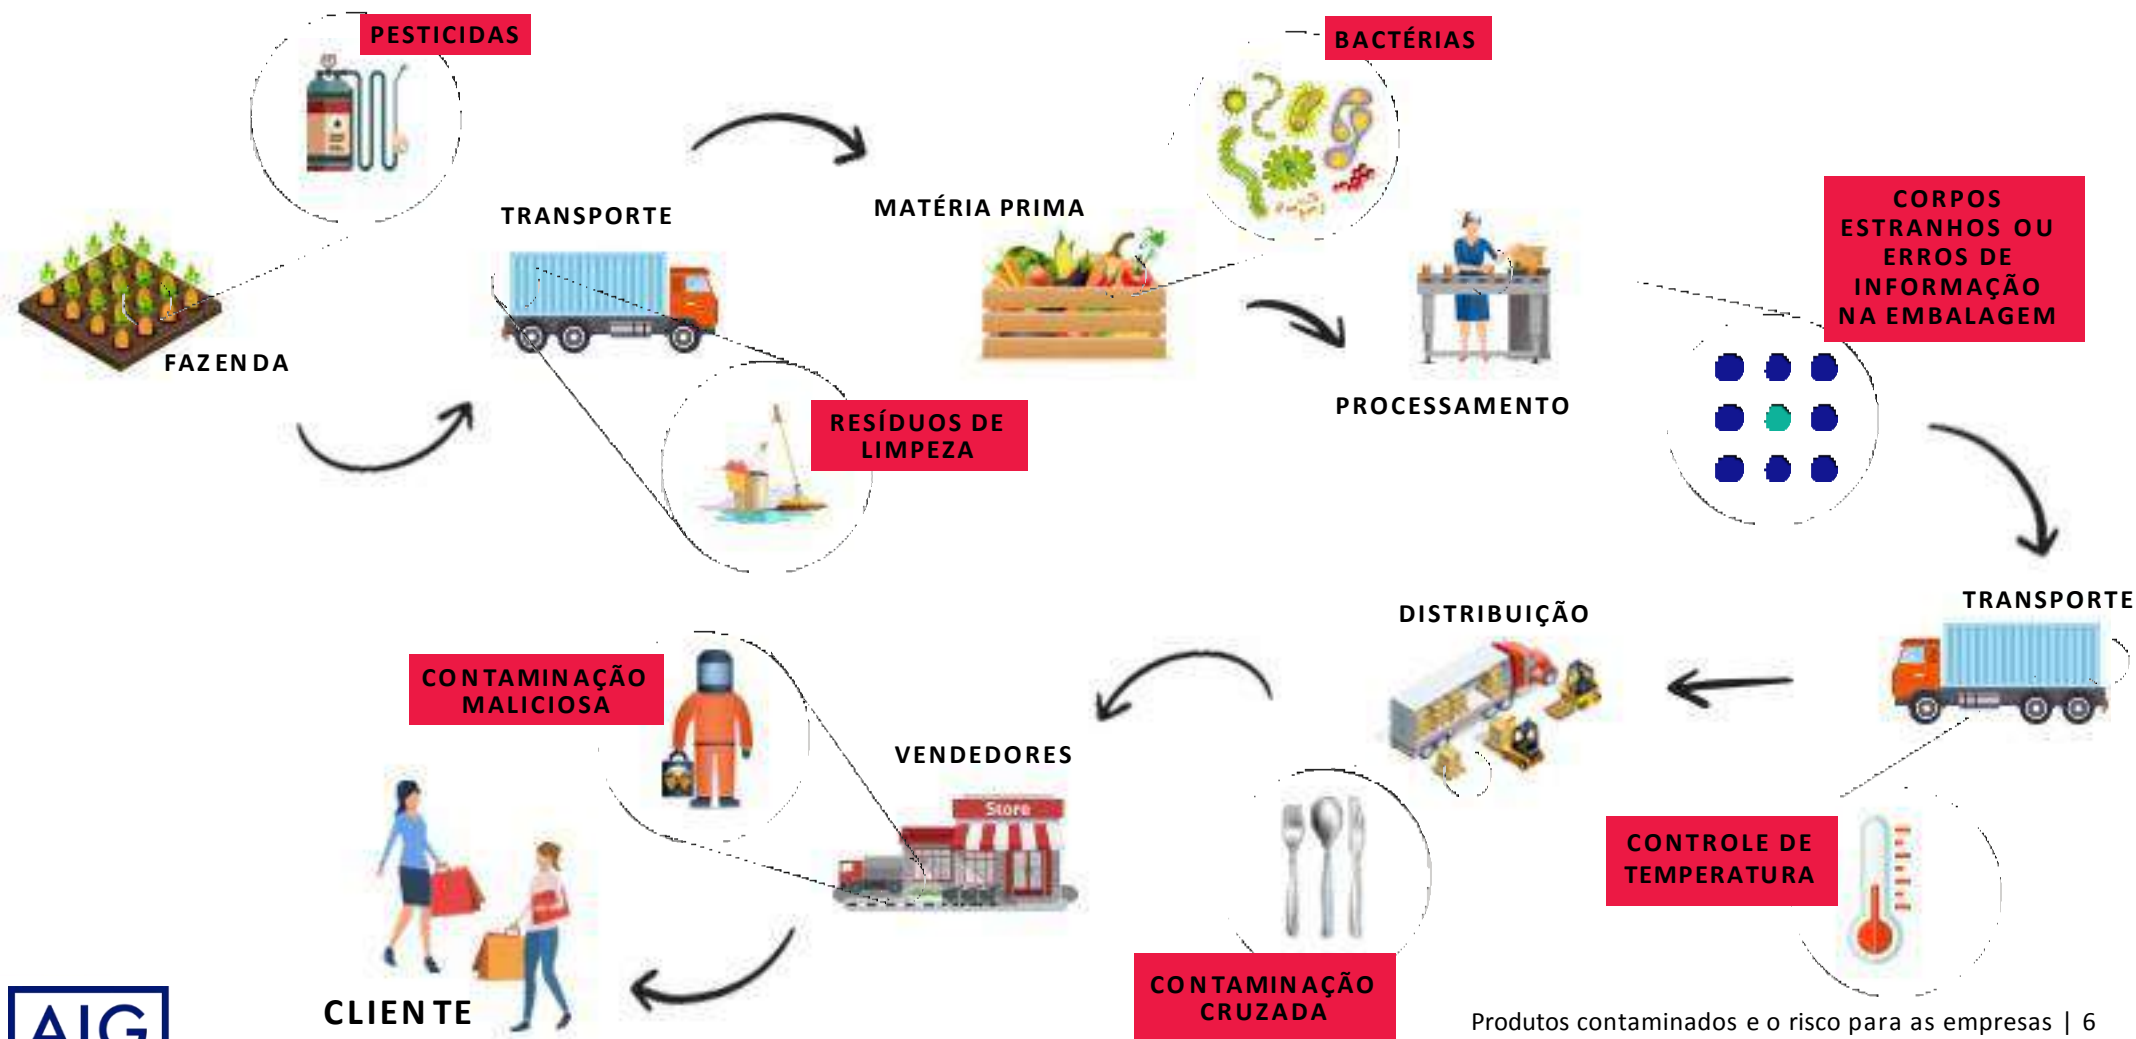 PESTICIDAS
BACTÉRIAS
TRANSPORTE
MATÉRIA PRIMA
CORPOS
ESTRANHOS OU
ERROS DE
INFORMAÇÃO
NA EMBALAGEM
FAZENDA
PROCESSAMENTO
RESÍDUOS DE
LIMPEZA
TRANSPORTE
DISTRIBUIÇÃO
CONTAMINAÇÃO
MALICIOSA
VENDEDORES
Store
CONTROLE DE
TEMPERATURA
CONTAMINAÇÃO
CRUZADA
CLIENTE
AIG
Produtos contaminados e o risco para as empresas | 6